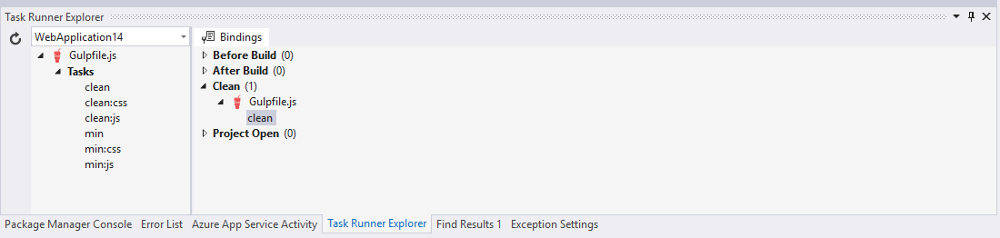 Task Runner Explorer
WebApplication14
Gulpfile.js
Tasks
clean
clean:css
clean:js
min
min:css
min:js
Bindings
Before Build (0)
After Build (0)
Clean (1)
Gulpfile.js
clean
Project Open (0)
Package Manager Console Error List Azure App Service Activity Task Runner Explorer Find Results 1 Exception Settings